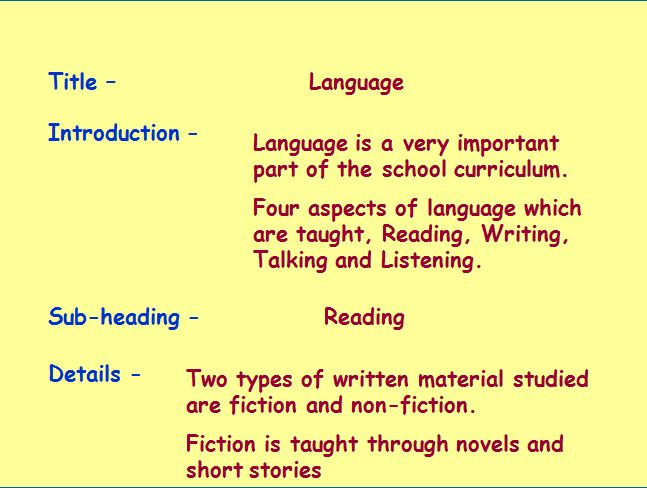 Title – Language
Introduction – Language is a very important
part of the school curriculum.
Four aspects of language which
are taught, Reading, Writing,
Talking and Listening.
Sub-heading – Reading
Details – Two types of written material studied
are fiction and non-fiction.
Fiction is taught through novels and
short stories